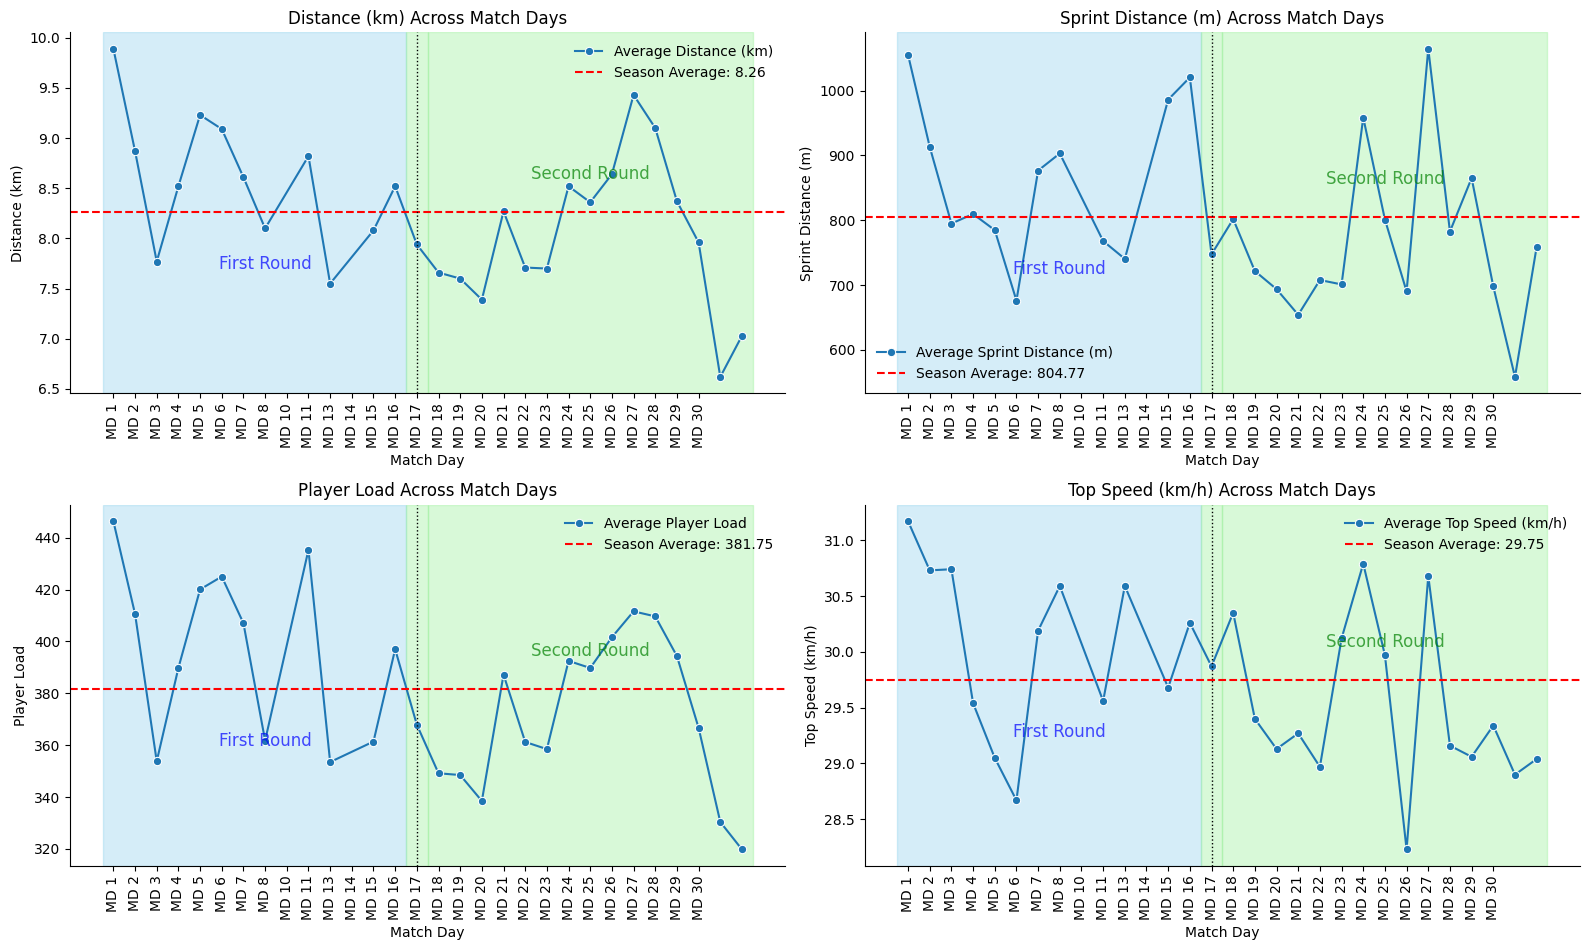 Distance (km) Across Match Days
Distance (km)
10.0
9.5
9.0
8.5
8.0
7.5
7.0
6.5
Average Distance (km)
Season Average: 8.26
Second Round
First Round
MD 1
MD 2
MD 3
MD 4
MD 5
MD 6
MD 7
MD 8
MD 10
MD 11
MD 13
MD 14
MD 15
MD 16
MD 17
MD 18
MD 19
MD 20
MD 21
MD 22
MD 23
MD 24
MD 25
MD 26
MD 27
MD 28
MD 29
MD 30
Match Day
Sprint Distance (m) Across Match Days
Sprint Distance (m)
1000
900
800
700
600
Second Round
First Round
Average Sprint Distance (m)
Season Average: 804.77
MD 1
MD 2
MD 3
MD 4
MD 5
MD 6
MD 7
MD 8
MD 10
MD 11
MD 13
MD 14
MD 15
MD 16
MD 17
MD 18
MD 19
MD 20
MD 21
MD 22
MD 23
MD 24
MD 25
MD 26
MD 27
MD 28
MD 29
MD 30
Match Day
Player Load Across Match Days
Player Load
440
420
400
380
360
340
320
Average Player Load
Season Average: 381.75
Second Round
First Round
MD 1
MD 2
MD 3
MD 4
MD 5
MD 6
MD 7
MD 8
MD 10
MD 11
MD 13
MD 14
MD 15
MD 16
MD 17
MD 18
MD 19
MD 20
MD 21
MD 22
MD 23
MD 24
MD 25
MD 26
MD 27
MD 28
MD 29
MD 30
Match Day
Top Speed (km/h) Across Match Days
Top Speed (km/h)
31.0
30.5
30.0
29.5
29.0
28.5
Average Top Speed (km/h)
Season Average: 29.75
Second Round
First Round
MD 1
MD 2
MD 3
MD 4
MD 5
MD 6
MD 7
MD 8
MD 10
MD 11
MD 13
MD 14
MD 15
MD 16
MD 17
MD 18
MD 19
MD 20
MD 21
MD 22
MD 23
MD 24
MD 25
MD 26
MD 27
MD 28
MD 29
MD 30
Match Day